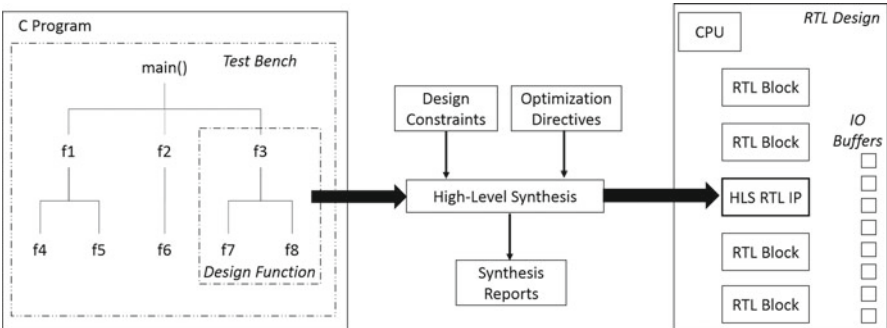 C Program
Test Bench
main()
f1
f2
f3
f4
f5
f6
f7
f8
Design Function
Design
Constraints
Optimization
Directives
High-Level Synthesis
Synthesis
Reports
RTL Design
CPU
RTL Block
RTL Block
HLS RTL IP
RTL Block
RTL Block
IO
Buffers